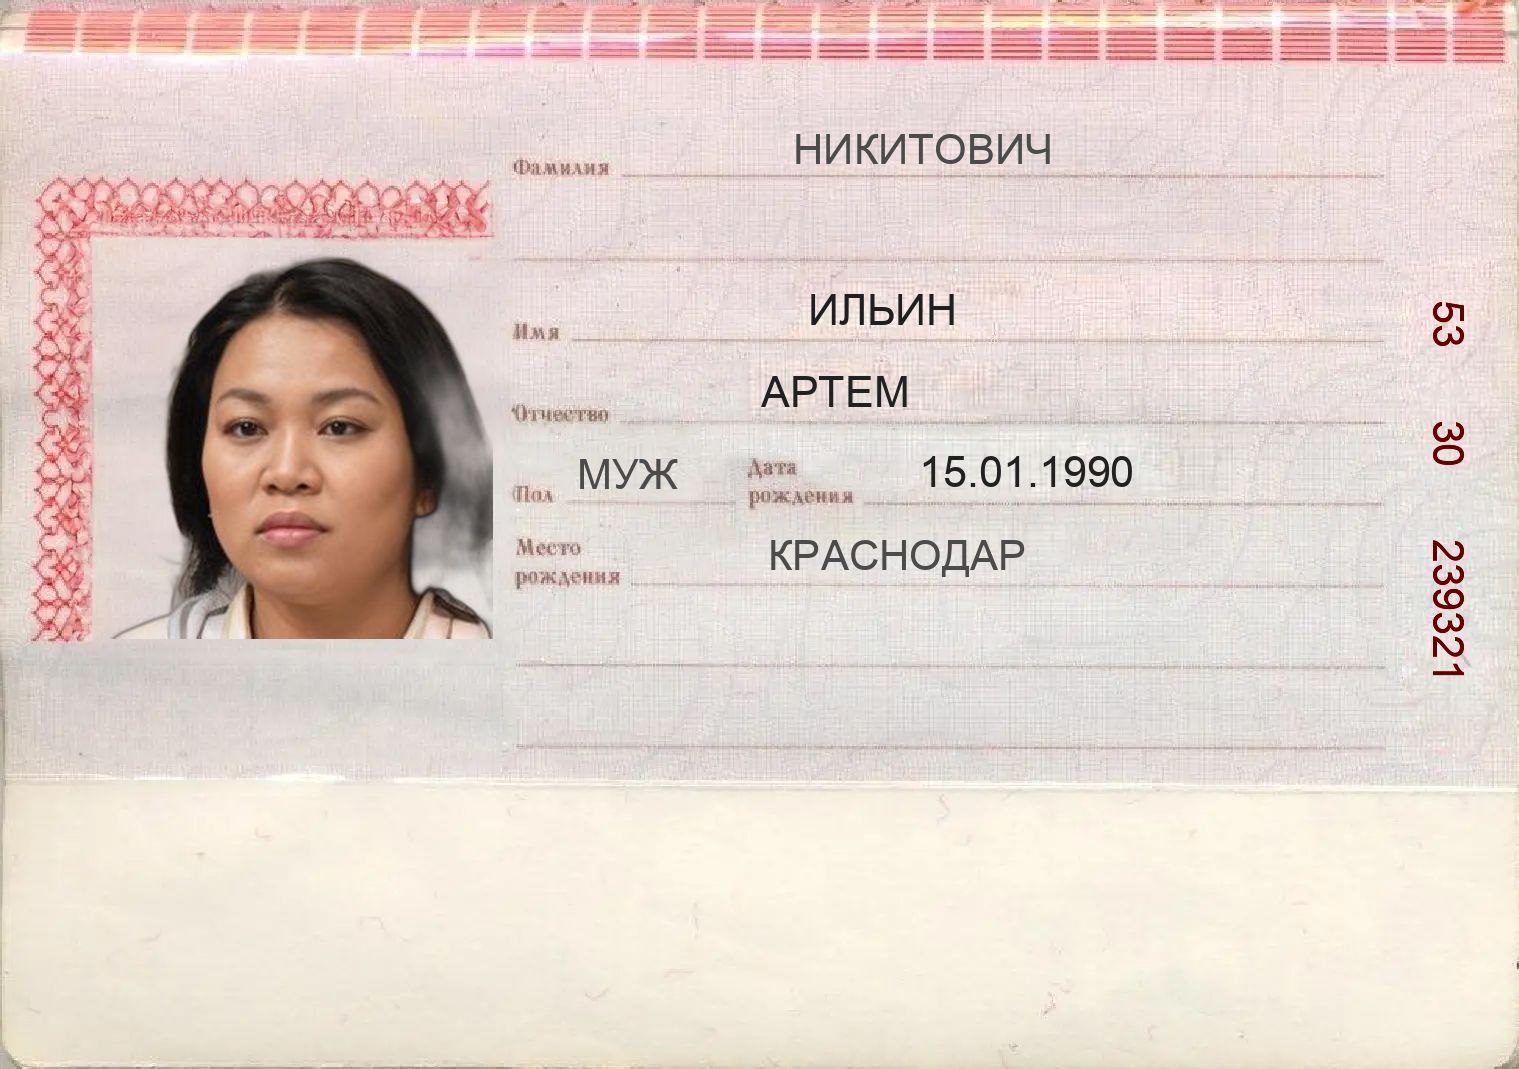 Фамилия НИКИТОВИЧ
Имя ИЛЬИН
Отчество АРТЕМ
Пол МУЖ Дата рождения 15.01.1990
Место рождения КРАСНОДАР
53 30 239321